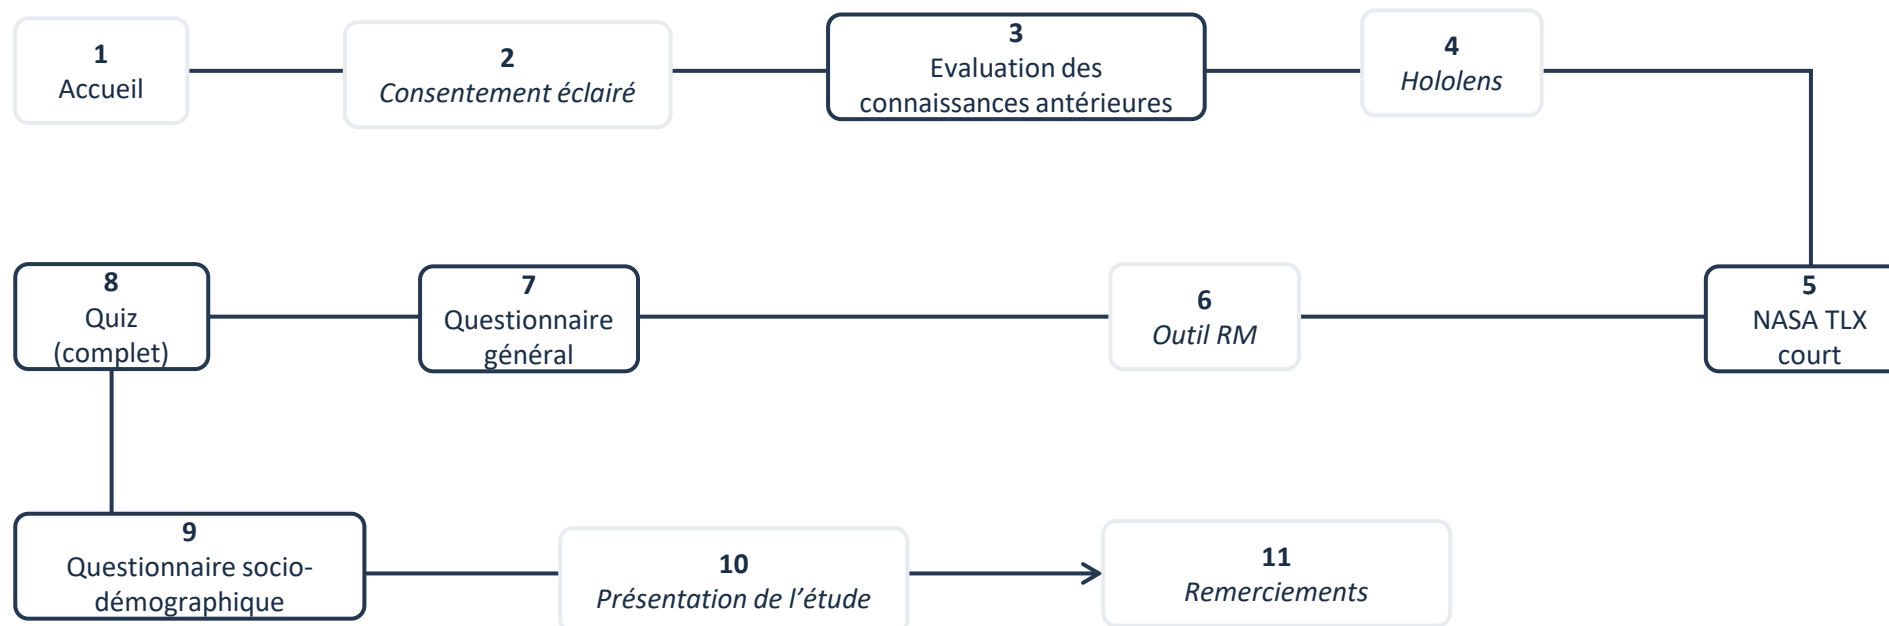 1
Accueil
2
Consentement éclairé
3
Evaluation des
connaissances antérieures
4
Hololens
5
NASA TLX
court
6
Outil RM
7
Questionnaire
général
8
Quiz
(complet)
9
Questionnaire socio-
démographique
10
Présentation de l’étude
11
Remerciements